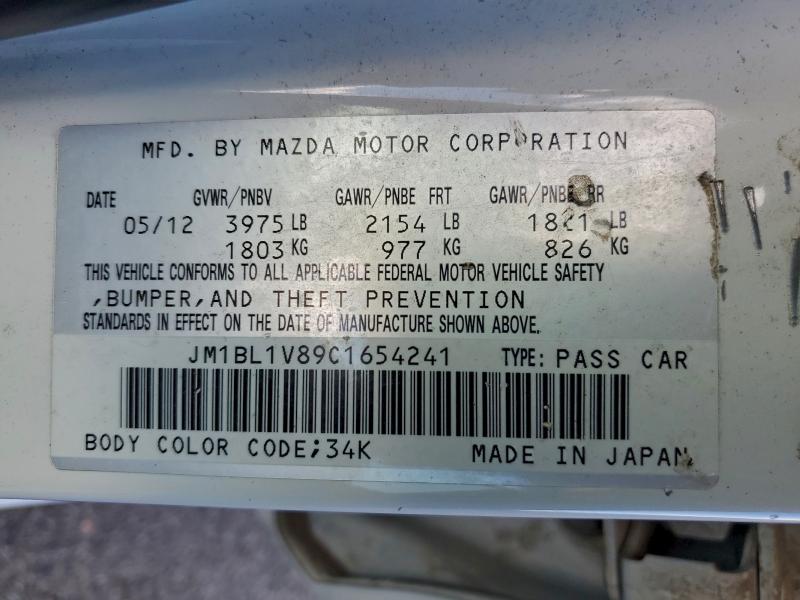 MFD. BY MAZDA MOTOR CORPORATION
DATE GVWR/PNBV GAWR/PNBE FRT GAWR/PNBE RR
05/12 3975 LB 2154 LB 1821 LB
1803 KG 977 KG 826 KG
THIS VEHICLE CONFORMS TO ALL APPLICABLE FEDERAL MOTOR VEHICLE SAFETY
,BUMPER,AND THEFT PREVENTION
STANDARDS IN EFFECT ON THE DATE OF MANUFACTURE SHOWN ABOVE.
JM1BL1V89C1654241 TYPE: PASS CAR
BODY COLOR CODE;34K MADE IN JAPAN